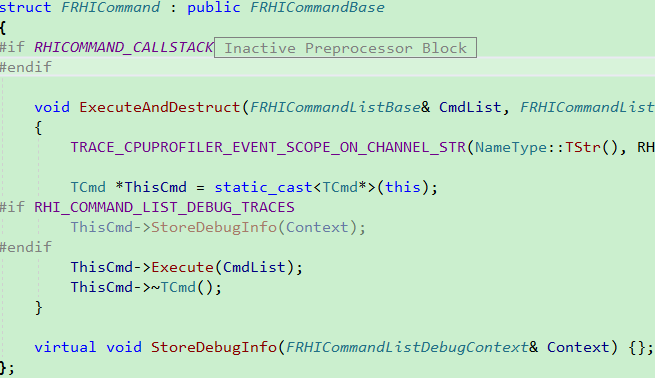 struct FRHICommand : public FRHICommandBase
{
#if RHICOMMAND_CALLSTACK Inactive Preprocessor Block
#endif
void ExecuteAndDestruct(FRHICommandListBase& CmdList, FRHICommandList
{
TRACE_CPUPROFILER_EVENT_SCOPE_ON_CHANNEL_STR(NameType::TStr(), RH
TCmd *ThisCmd = static_cast<TCmd*>(this);
#if RHI_COMMAND_LIST_DEBUG_TRACES
ThisCmd->StoreDebugInfo(Context);
#endif
ThisCmd->Execute(CmdList);
ThisCmd->~TCmd();
}
virtual void StoreDebugInfo(FRHICommandListDebugContext& Context) {};
};